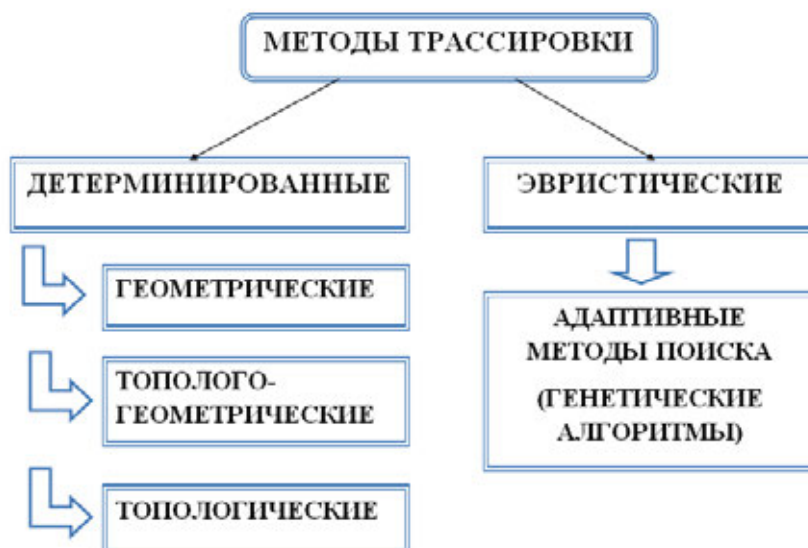 МЕТОДЫ ТРАССИРОВКИ
ДЕТЕРМИНИРОВАННЫЕ
ГЕОМЕТРИЧЕСКИЕ
ТОПОЛОГО-
ГЕОМЕТРИЧЕСКИЕ
ТОПОЛОГИЧЕСКИЕ
ЭВРИСТИЧЕСКИЕ
АДАПТИВНЫЕ
МЕТОДЫ ПОИСКА
(ГЕНЕТИЧЕСКИЕ
АЛГОРИТМЫ)